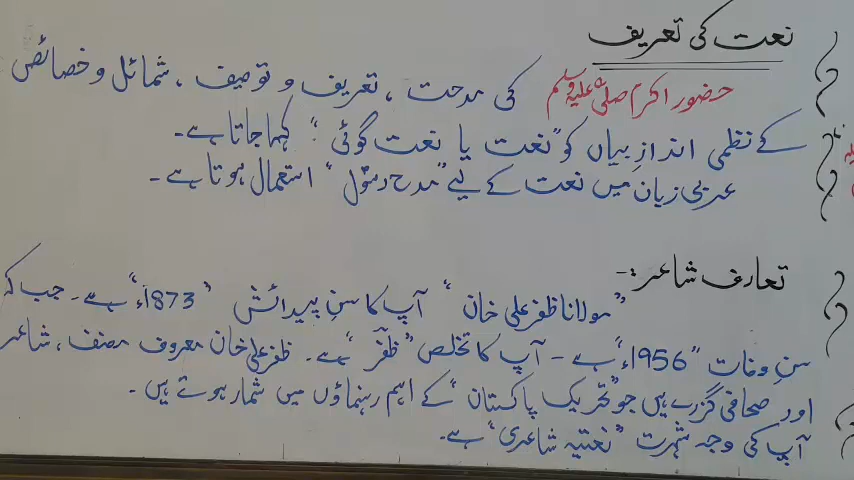 نعت کی تعریف
حضور اکرم صلی اللہ علیہ وسلم کی مدحت، تعریف و توصیف، شمائل و خصائص
کے نظمی اندازِ بیاں کو "نعت یا نعت گوئی" کہا جاتا ہے۔
عربی زبان میں نعت کے لیے "مدح رسول" استعمال ہوتا ہے۔
تعارف شاعر:-
"مولانا ظفر علی خان" آپ کا سنِ پیدائش "1873ء" ہے۔ جب کہ
سنِ وفات "1956ء" ہے - آپ کا تخلص "ظفر" ہے۔ ظفر علی خان معروف مصنف، شاعر
اور صحافی گزرے ہیں جو "تحریک پاکستان" کے اہم رہنماؤں میں شمار ہوتے ہیں۔
آپ کی وجہ شہرت "نعتیہ شاعری" ہے۔